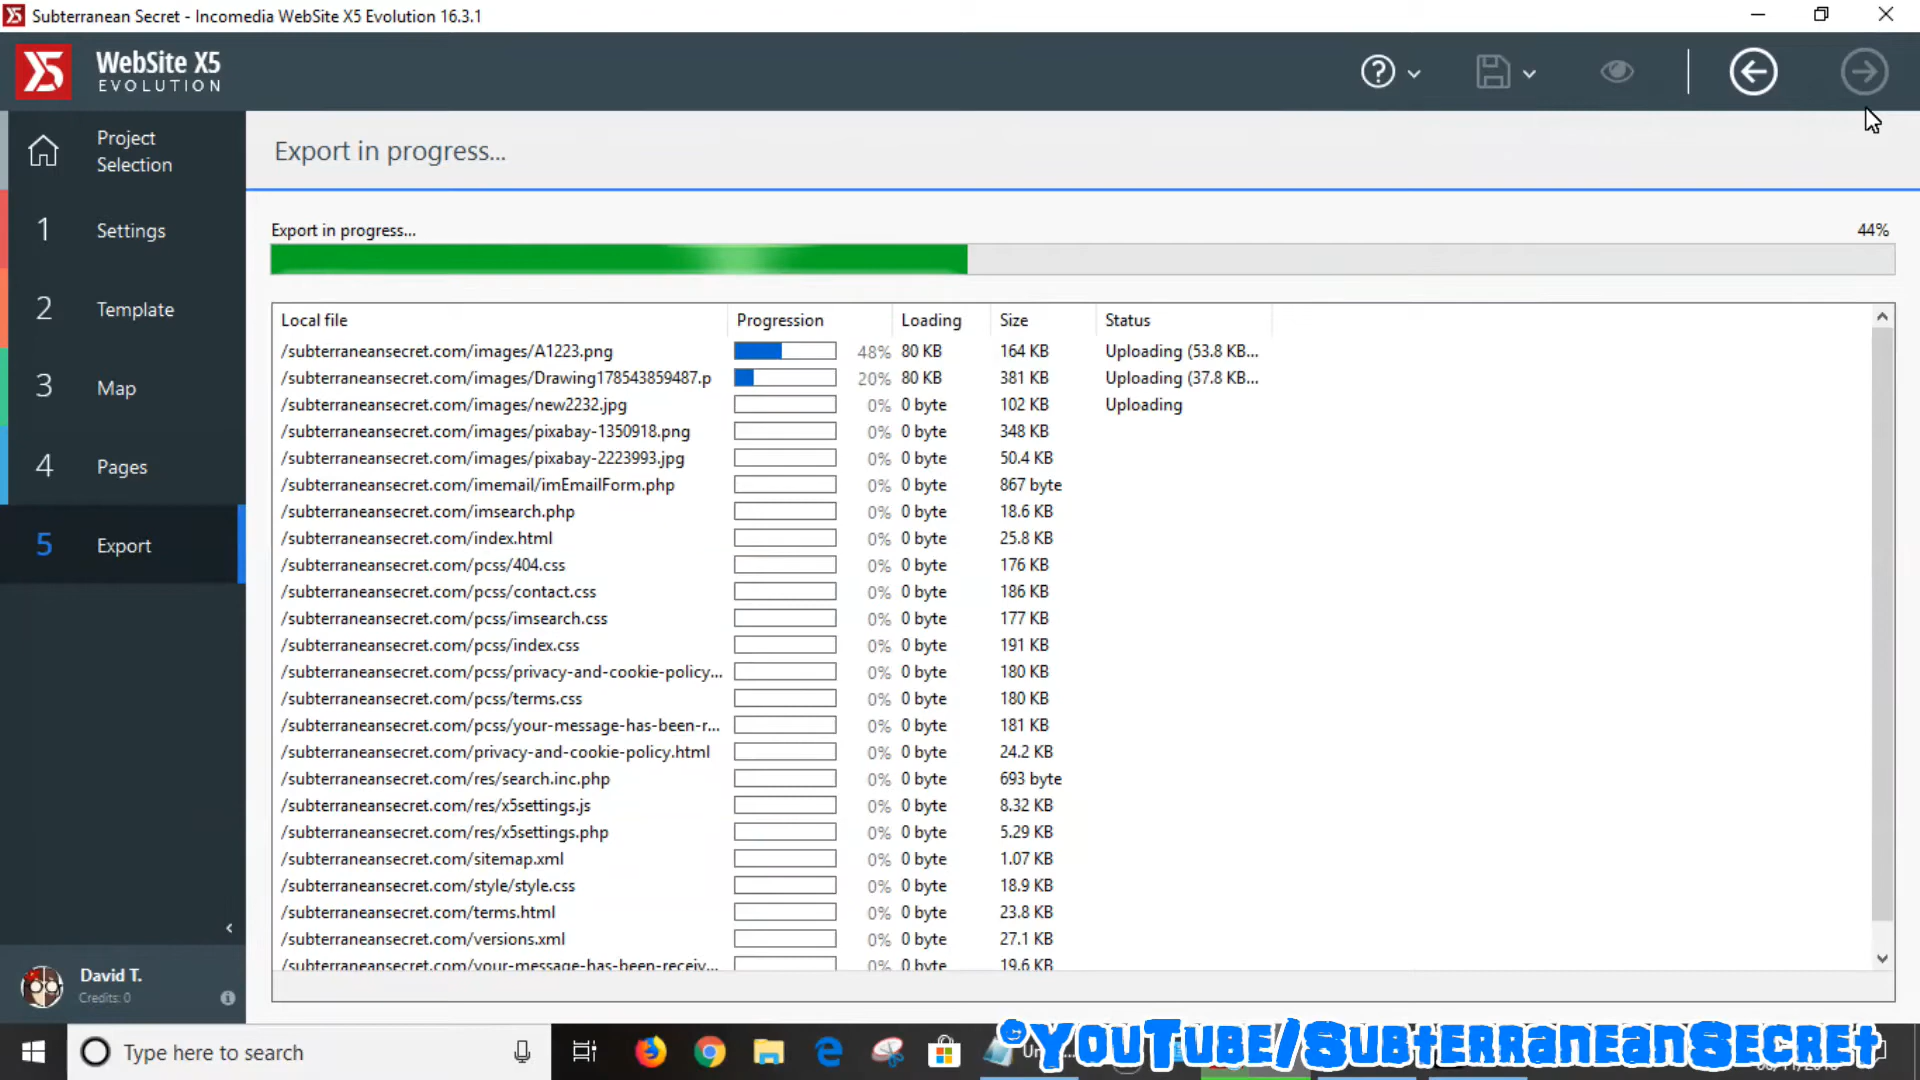 Subterranean Secret - Incomedia WebSite X5 Evolution 16.3.1
WebSite X5
EVOLUTION
Project Selection
1 Settings
2 Template
3 Map
4 Pages
5 Export
David T.
Credits: 0
Export in progress...
Export in progress... 44%
Local file Progression Loading Size Status
/subterraneansecret.com/images/A1223.png 48% 80 KB 164 KB Uploading (53.8 KB...
/subterraneansecret.com/images/Drawing178543859487.p 20% 80 KB 381 KB Uploading (37.8 KB...
/subterraneansecret.com/images/new2232.jpg 0% 0 byte 102 KB Uploading
/subterraneansecret.com/images/pixabay-1350918.png 0% 0 byte 348 KB
/subterraneansecret.com/images/pixabay-2223993.jpg 0% 0 byte 50.4 KB
/subterraneansecret.com/imemail/imEmailForm.php 0% 0 byte 867 byte
/subterraneansecret.com/imsearch.php 0% 0 byte 18.6 KB
/subterraneansecret.com/index.html 0% 0 byte 25.8 KB
/subterraneansecret.com/pcss/404.css 0% 0 byte 176 KB
/subterraneansecret.com/pcss/contact.css 0% 0 byte 186 KB
/subterraneansecret.com/pcss/imsearch.css 0% 0 byte 177 KB
/subterraneansecret.com/pcss/index.css 0% 0 byte 191 KB
/subterraneansecret.com/pcss/privacy-and-cookie-policy... 0% 0 byte 180 KB
/subterraneansecret.com/pcss/terms.css 0% 0 byte 180 KB
/subterraneansecret.com/pcss/your-message-has-been-r... 0% 0 byte 181 KB
/subterraneansecret.com/privacy-and-cookie-policy.html 0% 0 byte 24.2 KB
/subterraneansecret.com/res/search.inc.php 0% 0 byte 693 byte
/subterraneansecret.com/res/x5settings.js 0% 0 byte 8.32 KB
/subterraneansecret.com/res/x5settings.php 0% 0 byte 5.29 KB
/subterraneansecret.com/sitemap.xml 0% 0 byte 1.07 KB
/subterraneansecret.com/style/style.css 0% 0 byte 18.9 KB
/subterraneansecret.com/terms.html 0% 0 byte 23.8 KB
/subterraneansecret.com/versions.xml 0% 0 byte 27.1 KB
/subterraneansecret.com/your-message-has-been-receiv... 0% 0 byte 19.6 KB
Type here to search
©YouTube/SubterraneanSecret